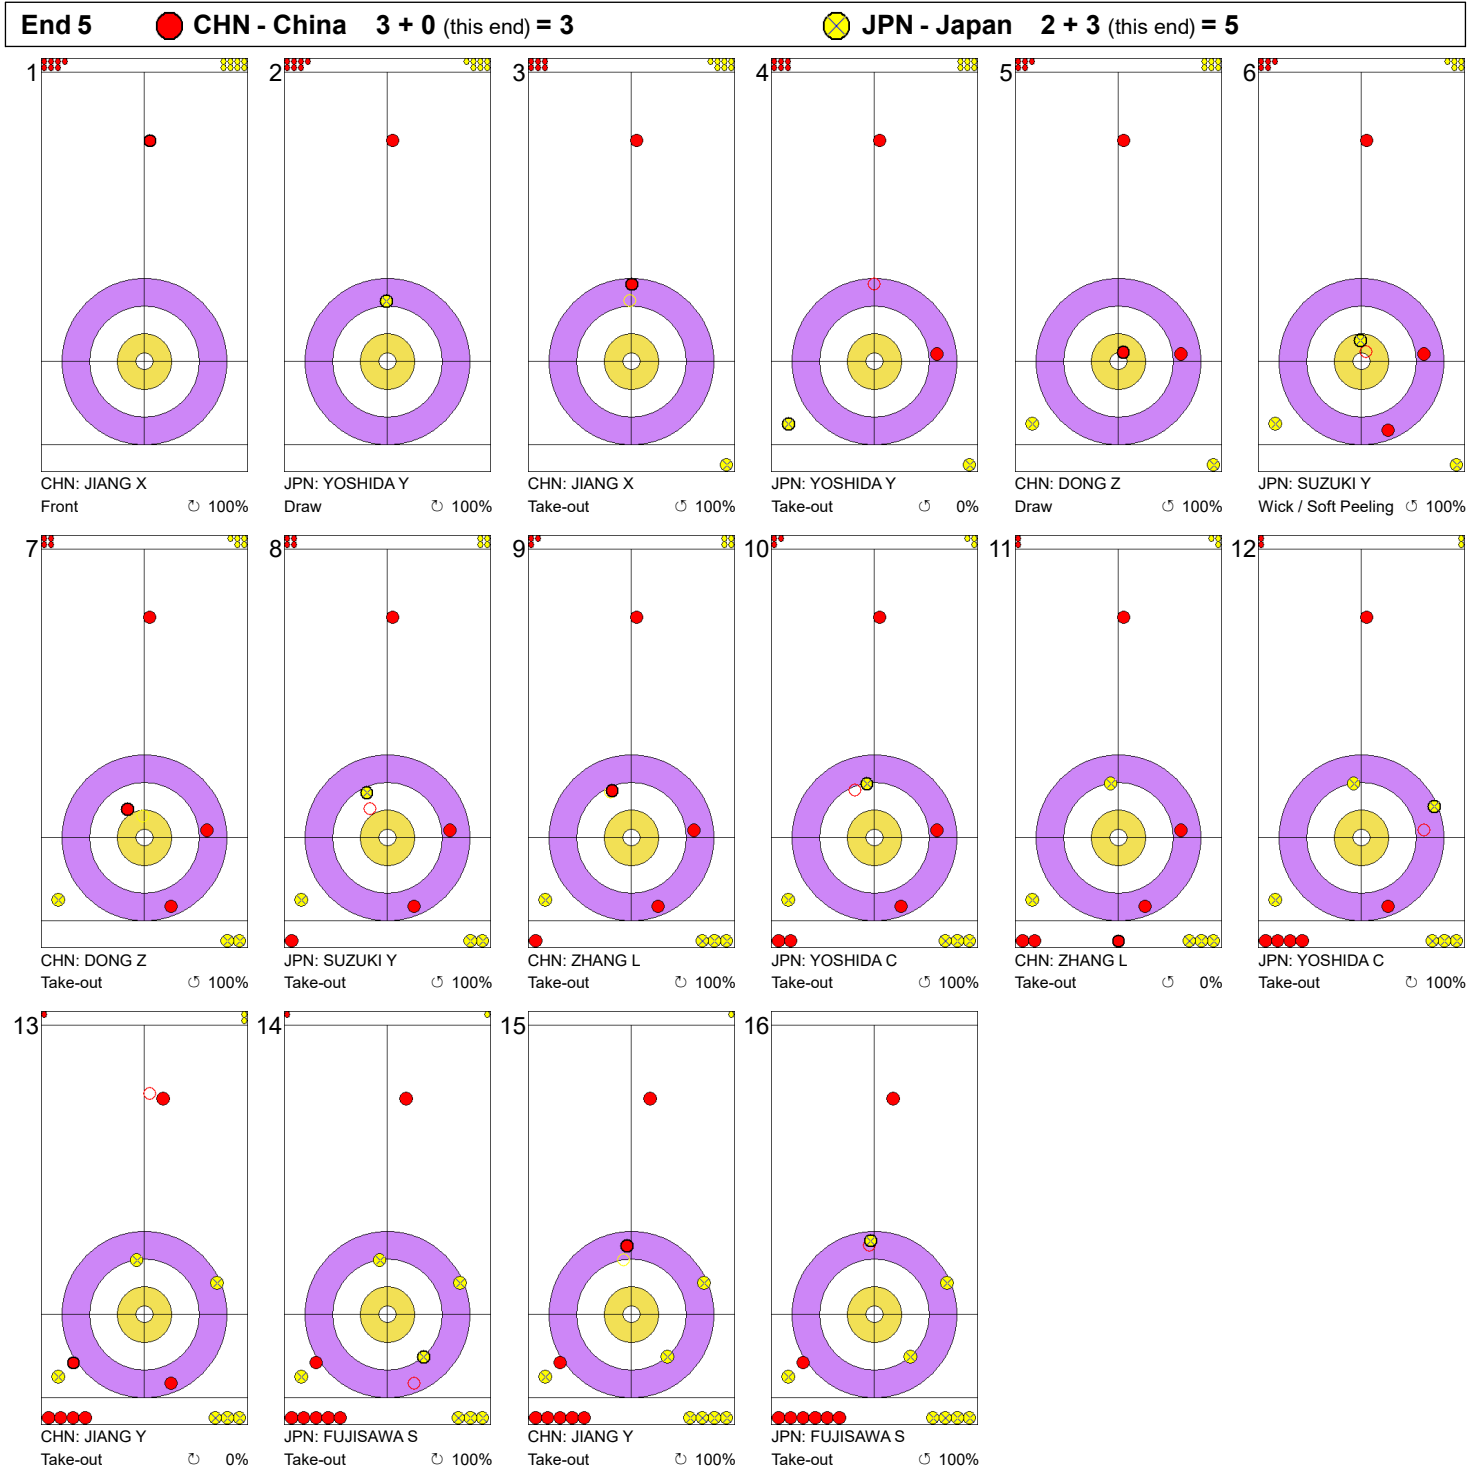 End 5 CHN - China 3 + 0 (this end) = 3 JPN - Japan 2 + 3 (this end) = 5
1 2 3 4 5 6
CHN: JIANG X JPN: YOSHIDA Y CHN: JIANG X JPN: YOSHIDA Y CHN: DONG Z JPN: SUZUKI Y
Front ↻ 100% Draw ↻ 100% Take-out ↺ 100% Take-out ↺ 0% Draw ↺ 100% Wick / Soft Peeling ↺ 100%
7 8 9 10 11 12
CHN: DONG Z JPN: SUZUKI Y CHN: ZHANG L JPN: YOSHIDA C CHN: ZHANG L JPN: YOSHIDA C
Take-out ↺ 100% Take-out ↺ 100% Take-out ↻ 100% Take-out ↺ 100% Take-out ↺ 0% Take-out ↺ 100%
13 14 15 16
CHN: JIANG Y JPN: FUJISAWA S CHN: JIANG Y JPN: FUJISAWA S
Take-out ↻ 0% Take-out ↻ 100% Take-out ↻ 100% Take-out ↻ 100%